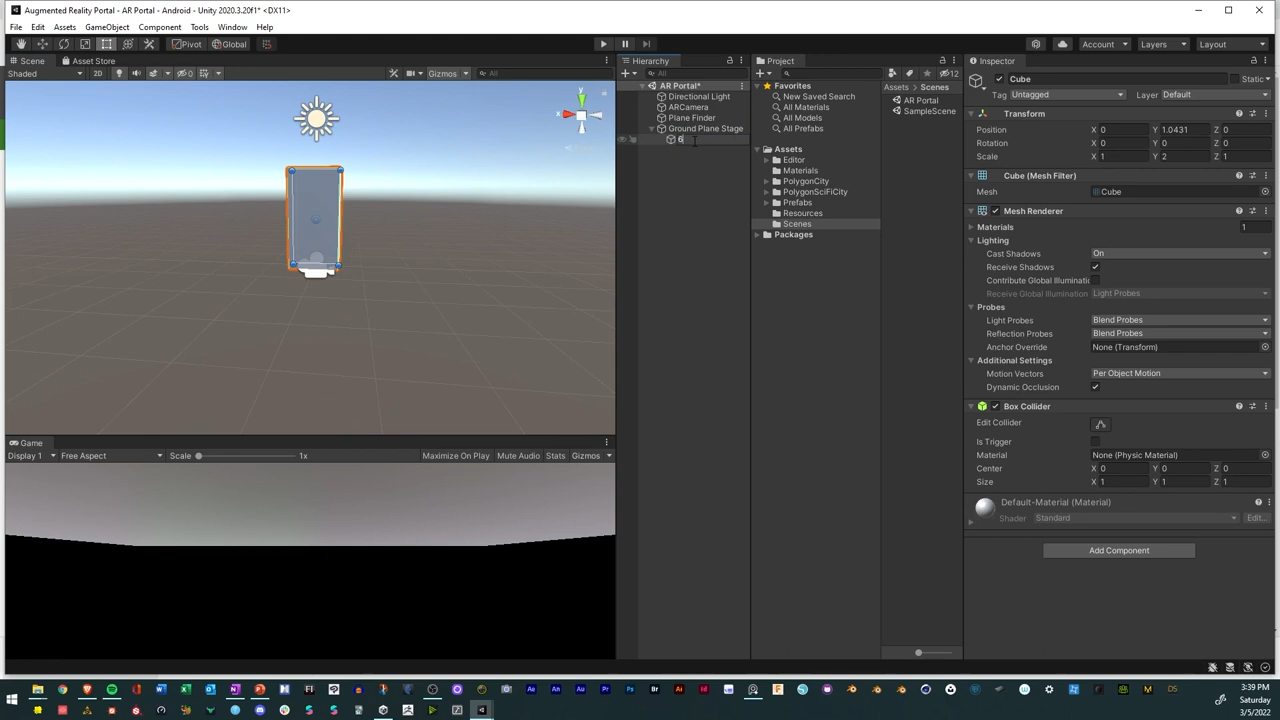 Augmented Reality Portal - AR Portal - Android - Unity 2020.3.20f1* <DX11>
File Edit Assets GameObject Component Tools Window Help
Pivot Global Account Layers Layout
Scene Asset Store
Shaded 2D 0 Gizmos All
Hierarchy
All
AR Portal*
Directional Light
ARCamera
Plane Finder
Ground Plane Stage
6
Project
12
Favorites
New Saved Search
All Materials
All Models
All Prefabs
Assets
Editor
Materials
PolygonCity
PolygonSciFiCity
Prefabs
Resources
Scenes
Packages
Assets Scenes
AR Portal
SampleScene
Inspector
Cube Static
Tag Untagged Layer Default
Transform
Position X 0 Y 1.0431 Z 0
Rotation X 0 Y 0 Z 0
Scale X 1 Y 2 Z 1
Cube (Mesh Filter)
Mesh Cube
Mesh Renderer
Materials 1
Lighting
Cast Shadows On
Receive Shadows
Contribute Global Illuminatic
Receive Global Illumination Light Probes
Probes
Light Probes Blend Probes
Reflection Probes Blend Probes
Anchor Override None (Transform)
Additional Settings
Motion Vectors Per Object Motion
Dynamic Occlusion
Box Collider
Edit Collider
Is Trigger
Material None (Physic Material)
Center X 0 Y 0 Z 0
Size X 1 Y 1 Z 1
Default-Material (Material)
Shader Standard Edit...
Add Component
Game
Display 1 Free Aspect Scale 1x Maximize On Play Mute Audio Stats Gizmos
3:39 PM
Saturday
3/5/2022